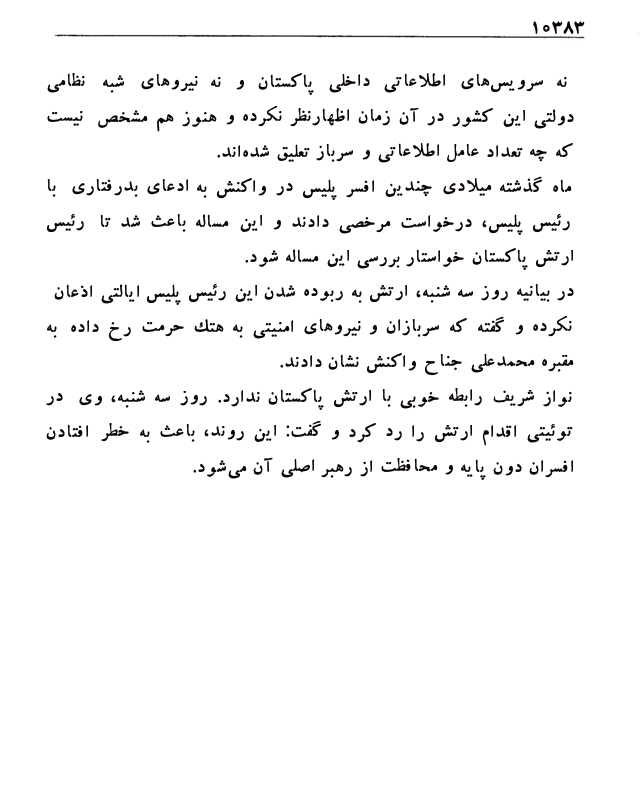 ۱۰۳۸۳
نه سرویس‌های اطلاعاتی داخلی پاکستان و نه نیروهای شبه نظامی
دولتی این کشور در آن زمان اظهارنظر نکرده و هنوز هم مشخص نیست
که چه تعداد عامل اطلاعاتی و سرباز تعلیق شده‌اند.
ماه گذشته میلادی چندین افسر پلیس در واکنش به ادعای بدرفتاری با
رئیس پلیس، درخواست مرخصی دادند و این مساله باعث شد تا رئیس
ارتش پاکستان خواستار بررسی این مساله شود.
در بیانیه روز سه شنبه، ارتش به ربوده شدن این رئیس پلیس ایالتی اذعان
نکرده و گفته که سربازان و نیروهای امنیتی به هتك حرمت رخ داده به
مقبره محمدعلی جناح واکنش نشان دادند.
نواز شریف رابطه خوبی با ارتش پاکستان ندارد. روز سه شنبه، وی در
توئیتی اقدام ارتش را رد کرد و گفت: این روند، باعث به خطر افتادن
افسران دون پایه و محافظت از رهبر اصلی آن می‌شود.